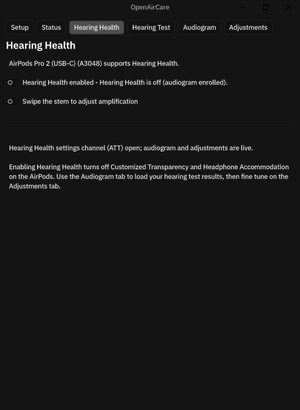 OpenAirCare
Setup Status Hearing Health Hearing Test Audiogram Adjustments
Hearing Health
AirPods Pro 2 (USB-C) (A3048) supports Hearing Health.
Hearing Health enabled - Hearing Health is off (audiogram enrolled).
Swipe the stem to adjust amplification
Hearing Health settings channel (ATT) open; audiogram and adjustments are live.
Enabling Hearing Health turns off Customized Transparency and Headphone Accommodation
on the AirPods. Use the Audiogram tab to load your hearing test results, then fine tune on the
Adjustments tab.